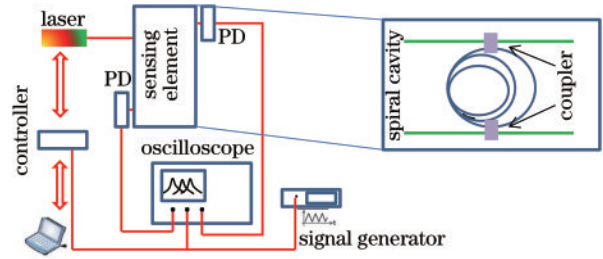 laser
PD
sensing
element
PD
controller
oscilloscope
signal generator
t
spiral cavity
coupler